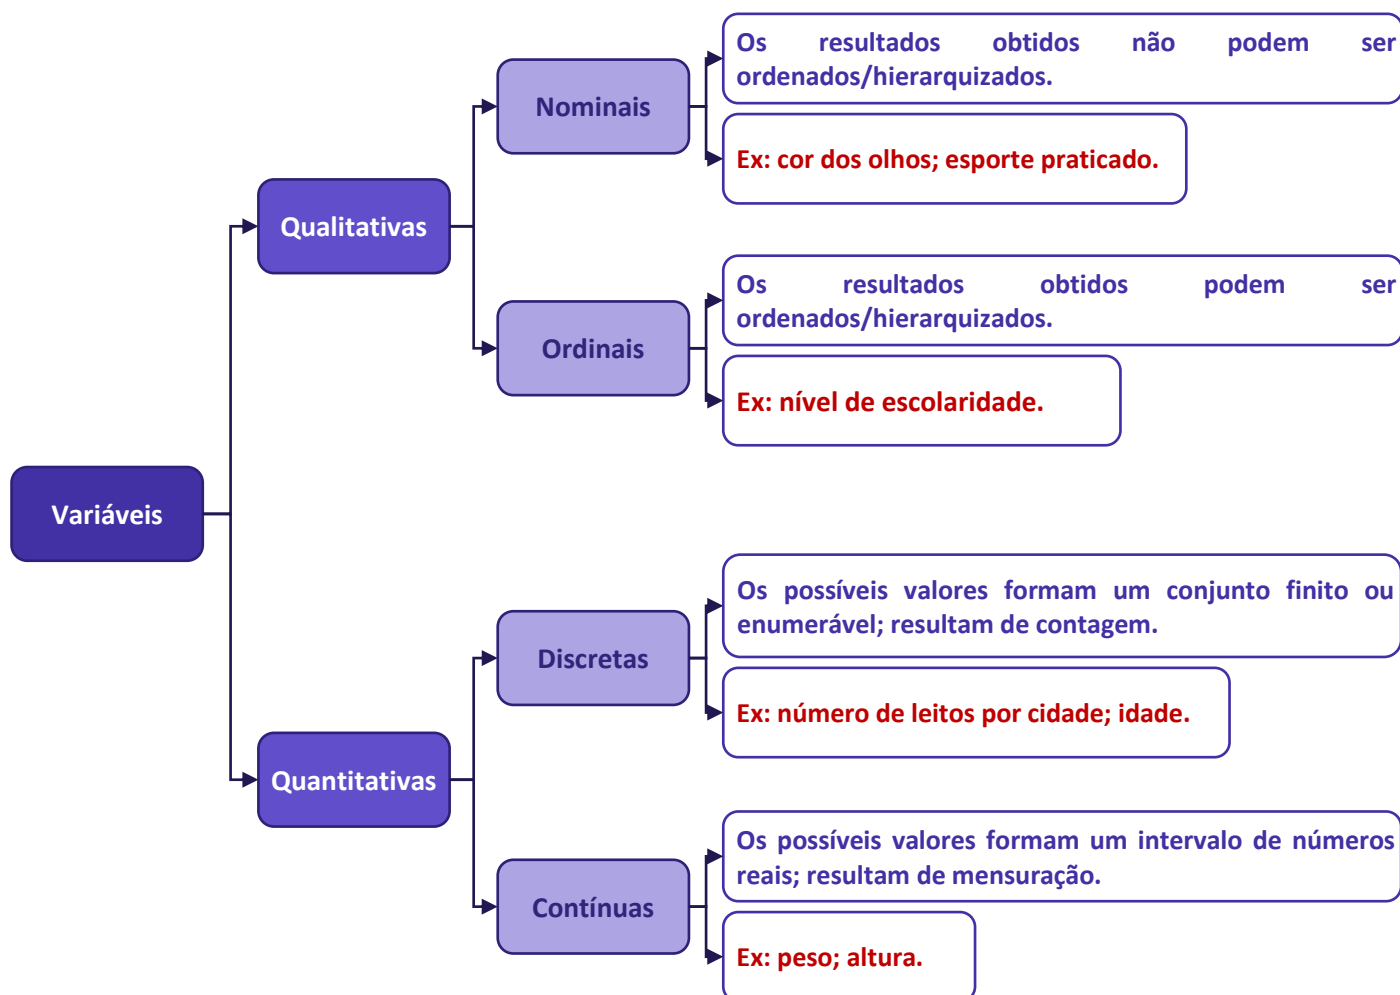 Variáveis
Qualitativas
Nominais
Os resultados obtidos não podem ser
ordenados/hierarquizados.
Ex: cor dos olhos; esporte praticado.
Ordinais
Os resultados obtidos podem ser
ordenados/hierarquizados.
Ex: nível de escolaridade.
Quantitativas
Discretas
Os possíveis valores formam um conjunto finito ou
enumerável; resultam de contagem.
Ex: número de leitos por cidade; idade.
Contínuas
Os possíveis valores formam um intervalo de números
reais; resultam de mensuração.
Ex: peso; altura.